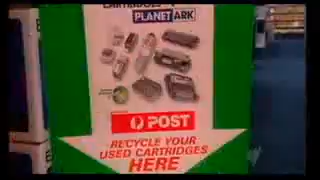 CARTRIDGES
PLANET ARK
POST
RECYCLE YOUR
USED CARTRIDGES
HERE